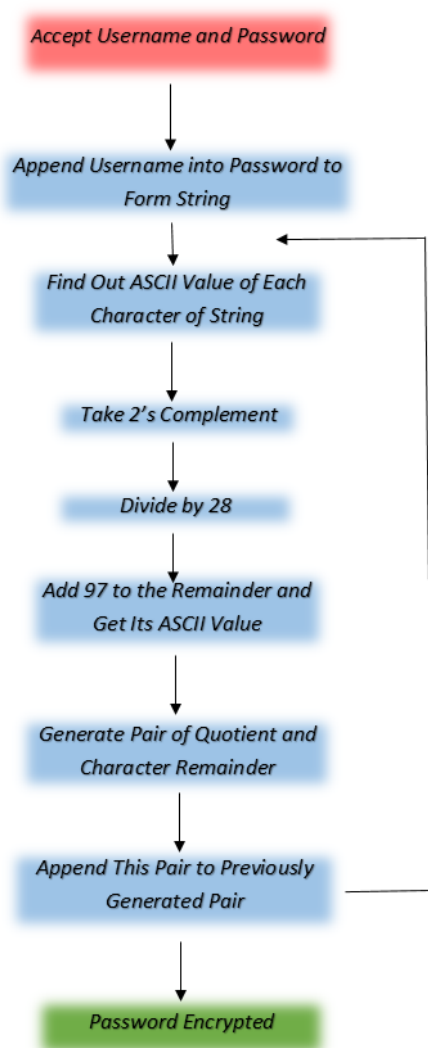 Accept Username and Password
Append Username into Password to
Form String
Find Out ASCII Value of Each
Character of String
Take 2's Complement
Divide by 28
Add 97 to the Remainder and
Get Its ASCII Value
Generate Pair of Quotient and
Character Remainder
Append This Pair to Previously
Generated Pair
Password Encrypted